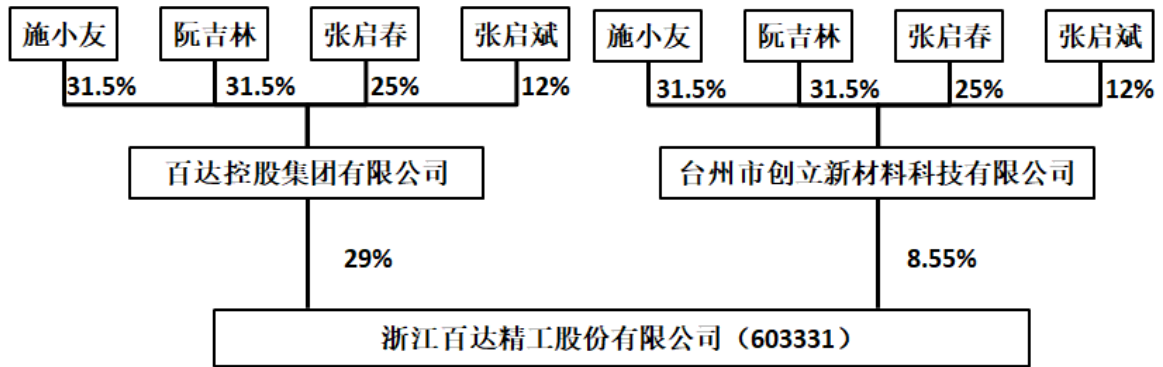 施小友 阮吉林 张启春 张启斌 施小友 阮吉林 张启春 张启斌
31.5% 31.5% 25% 12% 31.5% 31.5% 25% 12%
百达控股集团有限公司 台州市创立新材料科技有限公司
29% 8.55%
浙江百达精工股份有限公司（603331）